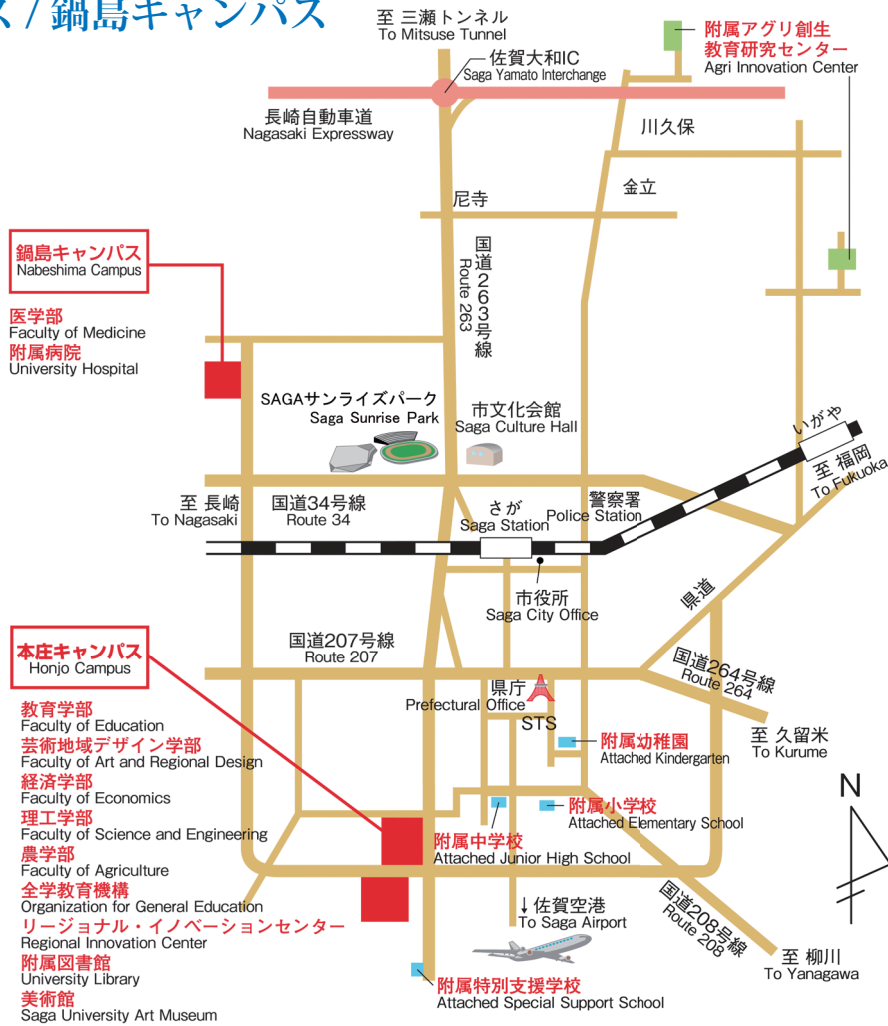 ス / 鍋島キャンパス
至 三瀬トンネル
To Mitsuse Tunnel
佐賀大和IC
Saga Yamato Interchange
附属アグリ創生
教育研究センター
Agri Innovation Center
長崎自動車道
Nagasaki Expressway
川久保
金立
尼寺
国道263号線
Route 263
鍋島キャンパス
Nabeshima Campus
医学部
Faculty of Medicine
附属病院
University Hospital
SAGAサンライズパーク
Saga Sunrise Park
市文化会館
Saga Culture Hall
いがや
至 福岡
To Fukuoka
至 長崎
To Nagasaki
国道34号線
Route 34
さが
Saga Station
警察署
Police Station
市役所
Saga City Office
県道
本庄キャンパス
Honjo Campus
国道207号線
Route 207
国道264号線
Route 264
県庁
Prefectural Office
STS
至 久留米
To Kurume
教育学部
Faculty of Education
芸術地域デザイン学部
Faculty of Art and Regional Design
経済学部
Faculty of Economics
理工学部
Faculty of Science and Engineering
農学部
Faculty of Agriculture
全学教育機構
Organization for General Education
リージョナル・イノベーションセンター
Regional Innovation Center
附属図書館
University Library
美術館
Saga University Art Museum
附属幼稚園
Attached Kindergarten
附属小学校
Attached Elementary School
附属中学校
Attached Junior High School
N
↓佐賀空港
To Saga Airport
国道208号線
Route 208
至 柳川
To Yanagawa
附属特別支援学校
Attached Special Support School